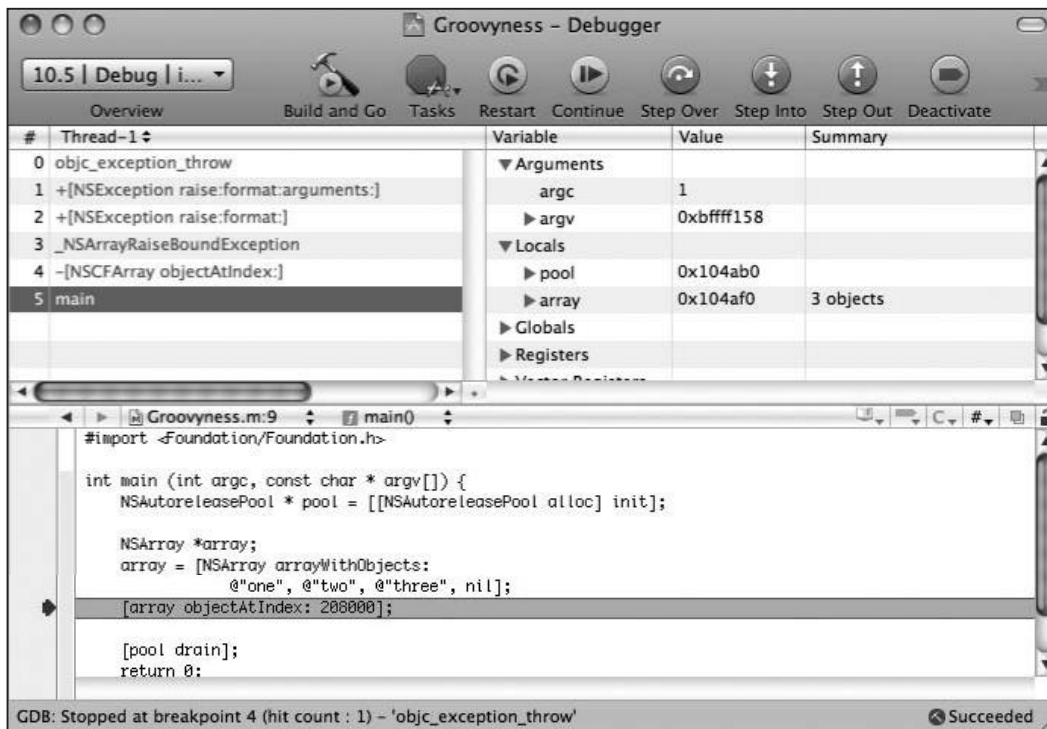 Groovyness – Debugger
10.5 | Debug | i...
Overview Build and Go Tasks Restart Continue Step Over Step Into Step Out Deactivate
# Thread-1
0 objc_exception_throw
1 +[NSException raise:format:arguments:]
2 +[NSException raise:format:]
3 _NSArrayRaiseBoundException
4 -[NSCFArray objectAtIndex:]
5 main
Variable Value Summary
Arguments
argc 1
argv 0xbffff158
Locals
pool 0x104ab0
array 0x104af0 3 objects
Globals
Registers
Vector Registers
Groovyness.m:9 main() C #
#import <Foundation/Foundation.h>
int main (int argc, const char * argv[]) {
NSAutoreleasePool * pool = [[NSAutoreleasePool alloc] init];
NSArray *array;
array = [NSArray arrayWithObjects:
@"one", @"two", @"three", nil];
[array objectAtIndex: 208000];
[pool drain];
return 0;
GDB: Stopped at breakpoint 4 (hit count : 1) – 'objc_exception_throw' Succeeded